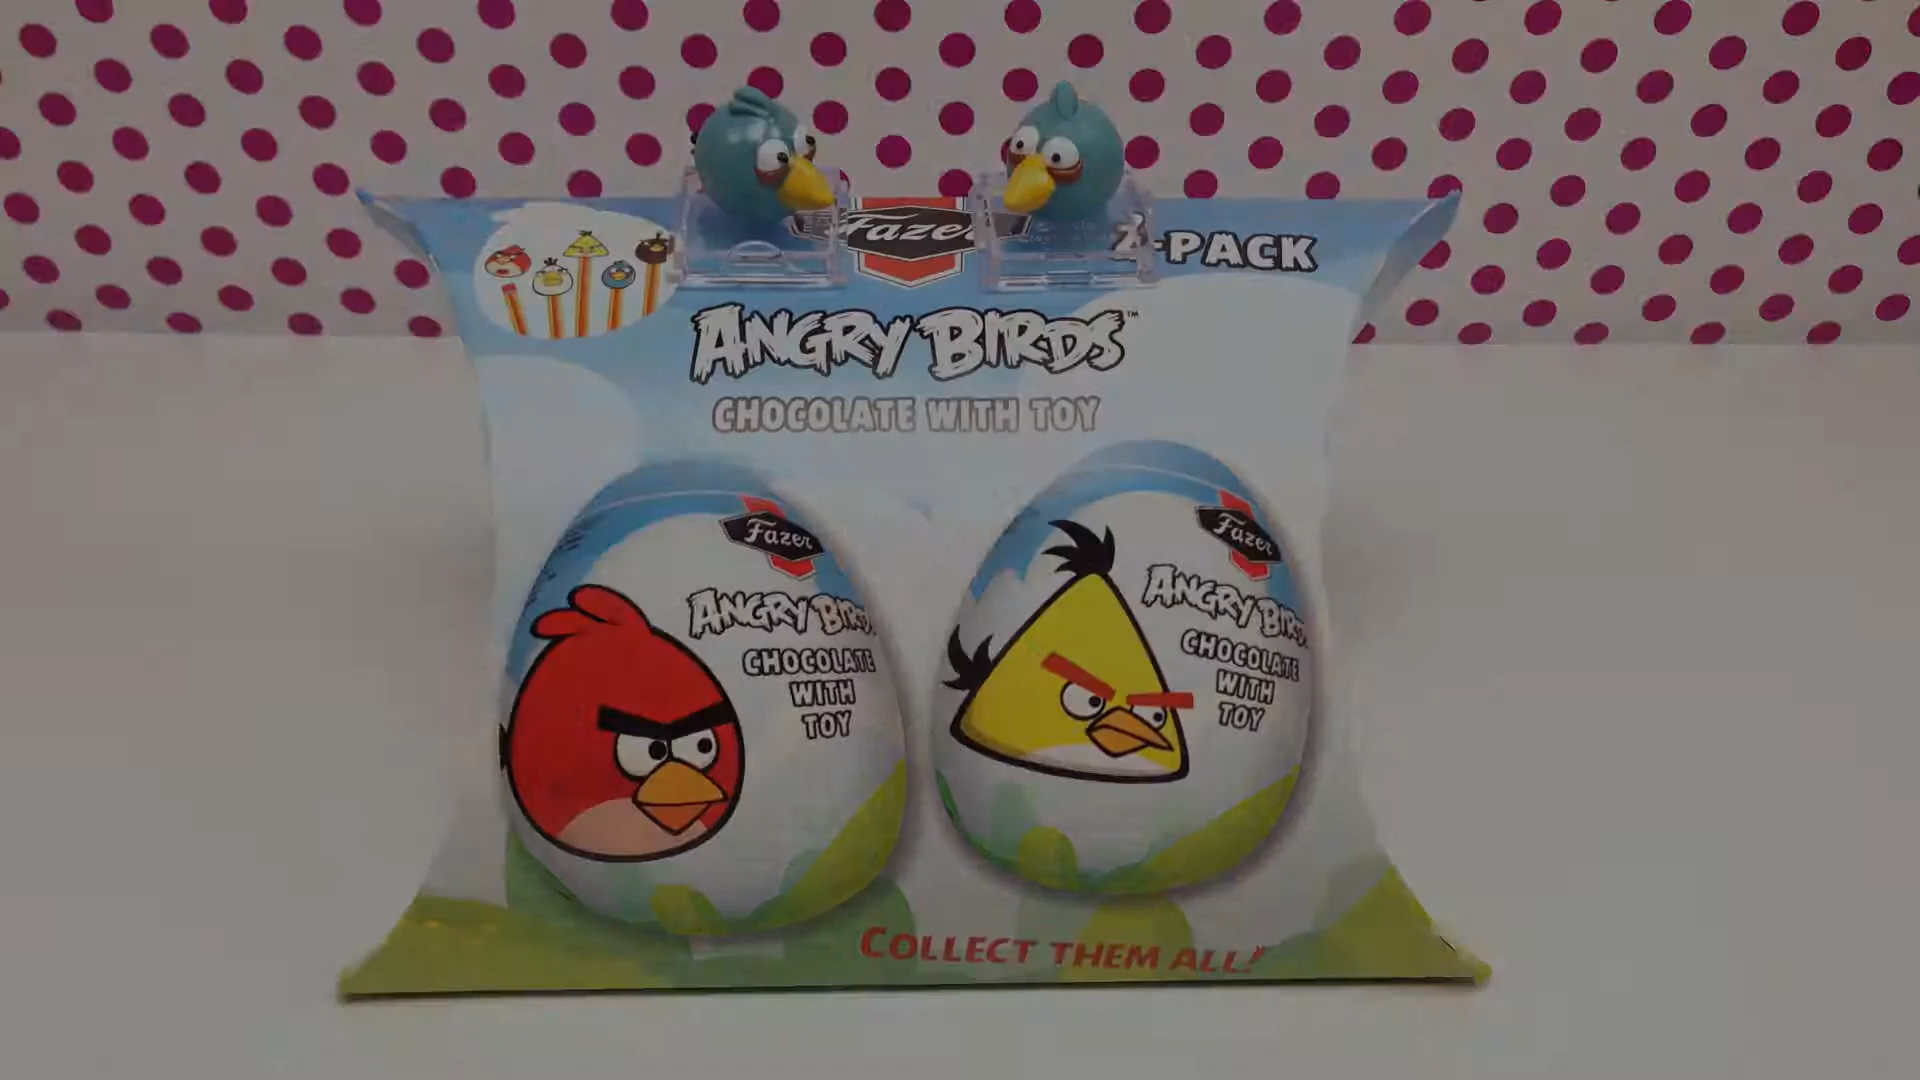 Fazer
2-PACK
ANGRY BIRDS™
CHOCOLATE WITH TOY
Fazer
ANGRY BIRDS
CHOCOLATE
WITH
TOY
Fazer
ANGRY BIRDS
CHOCOLATE
WITH
TOY
COLLECT THEM ALL!